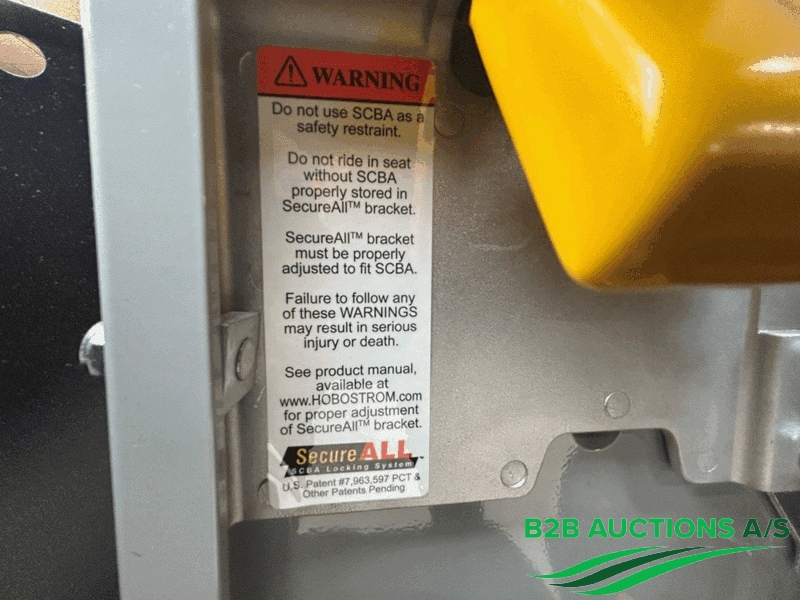 WARNING
Do not use SCBA as a
safety restraint.
Do not ride in seat
without SCBA
properly stored in
SecureAll™ bracket.
SecureAll™ bracket
must be properly
adjusted to fit SCBA.
Failure to follow any
of these WARNINGS
may result in serious
injury or death.
See product manual,
available at
www.HOBOSTROM.com
for proper adjustment
of SecureAll™ bracket.
SecureALL™
SCBA Locking System
U.S. Patent #7,963,597 PCT &
Other Patents Pending
B2B AUCTIONS A/S